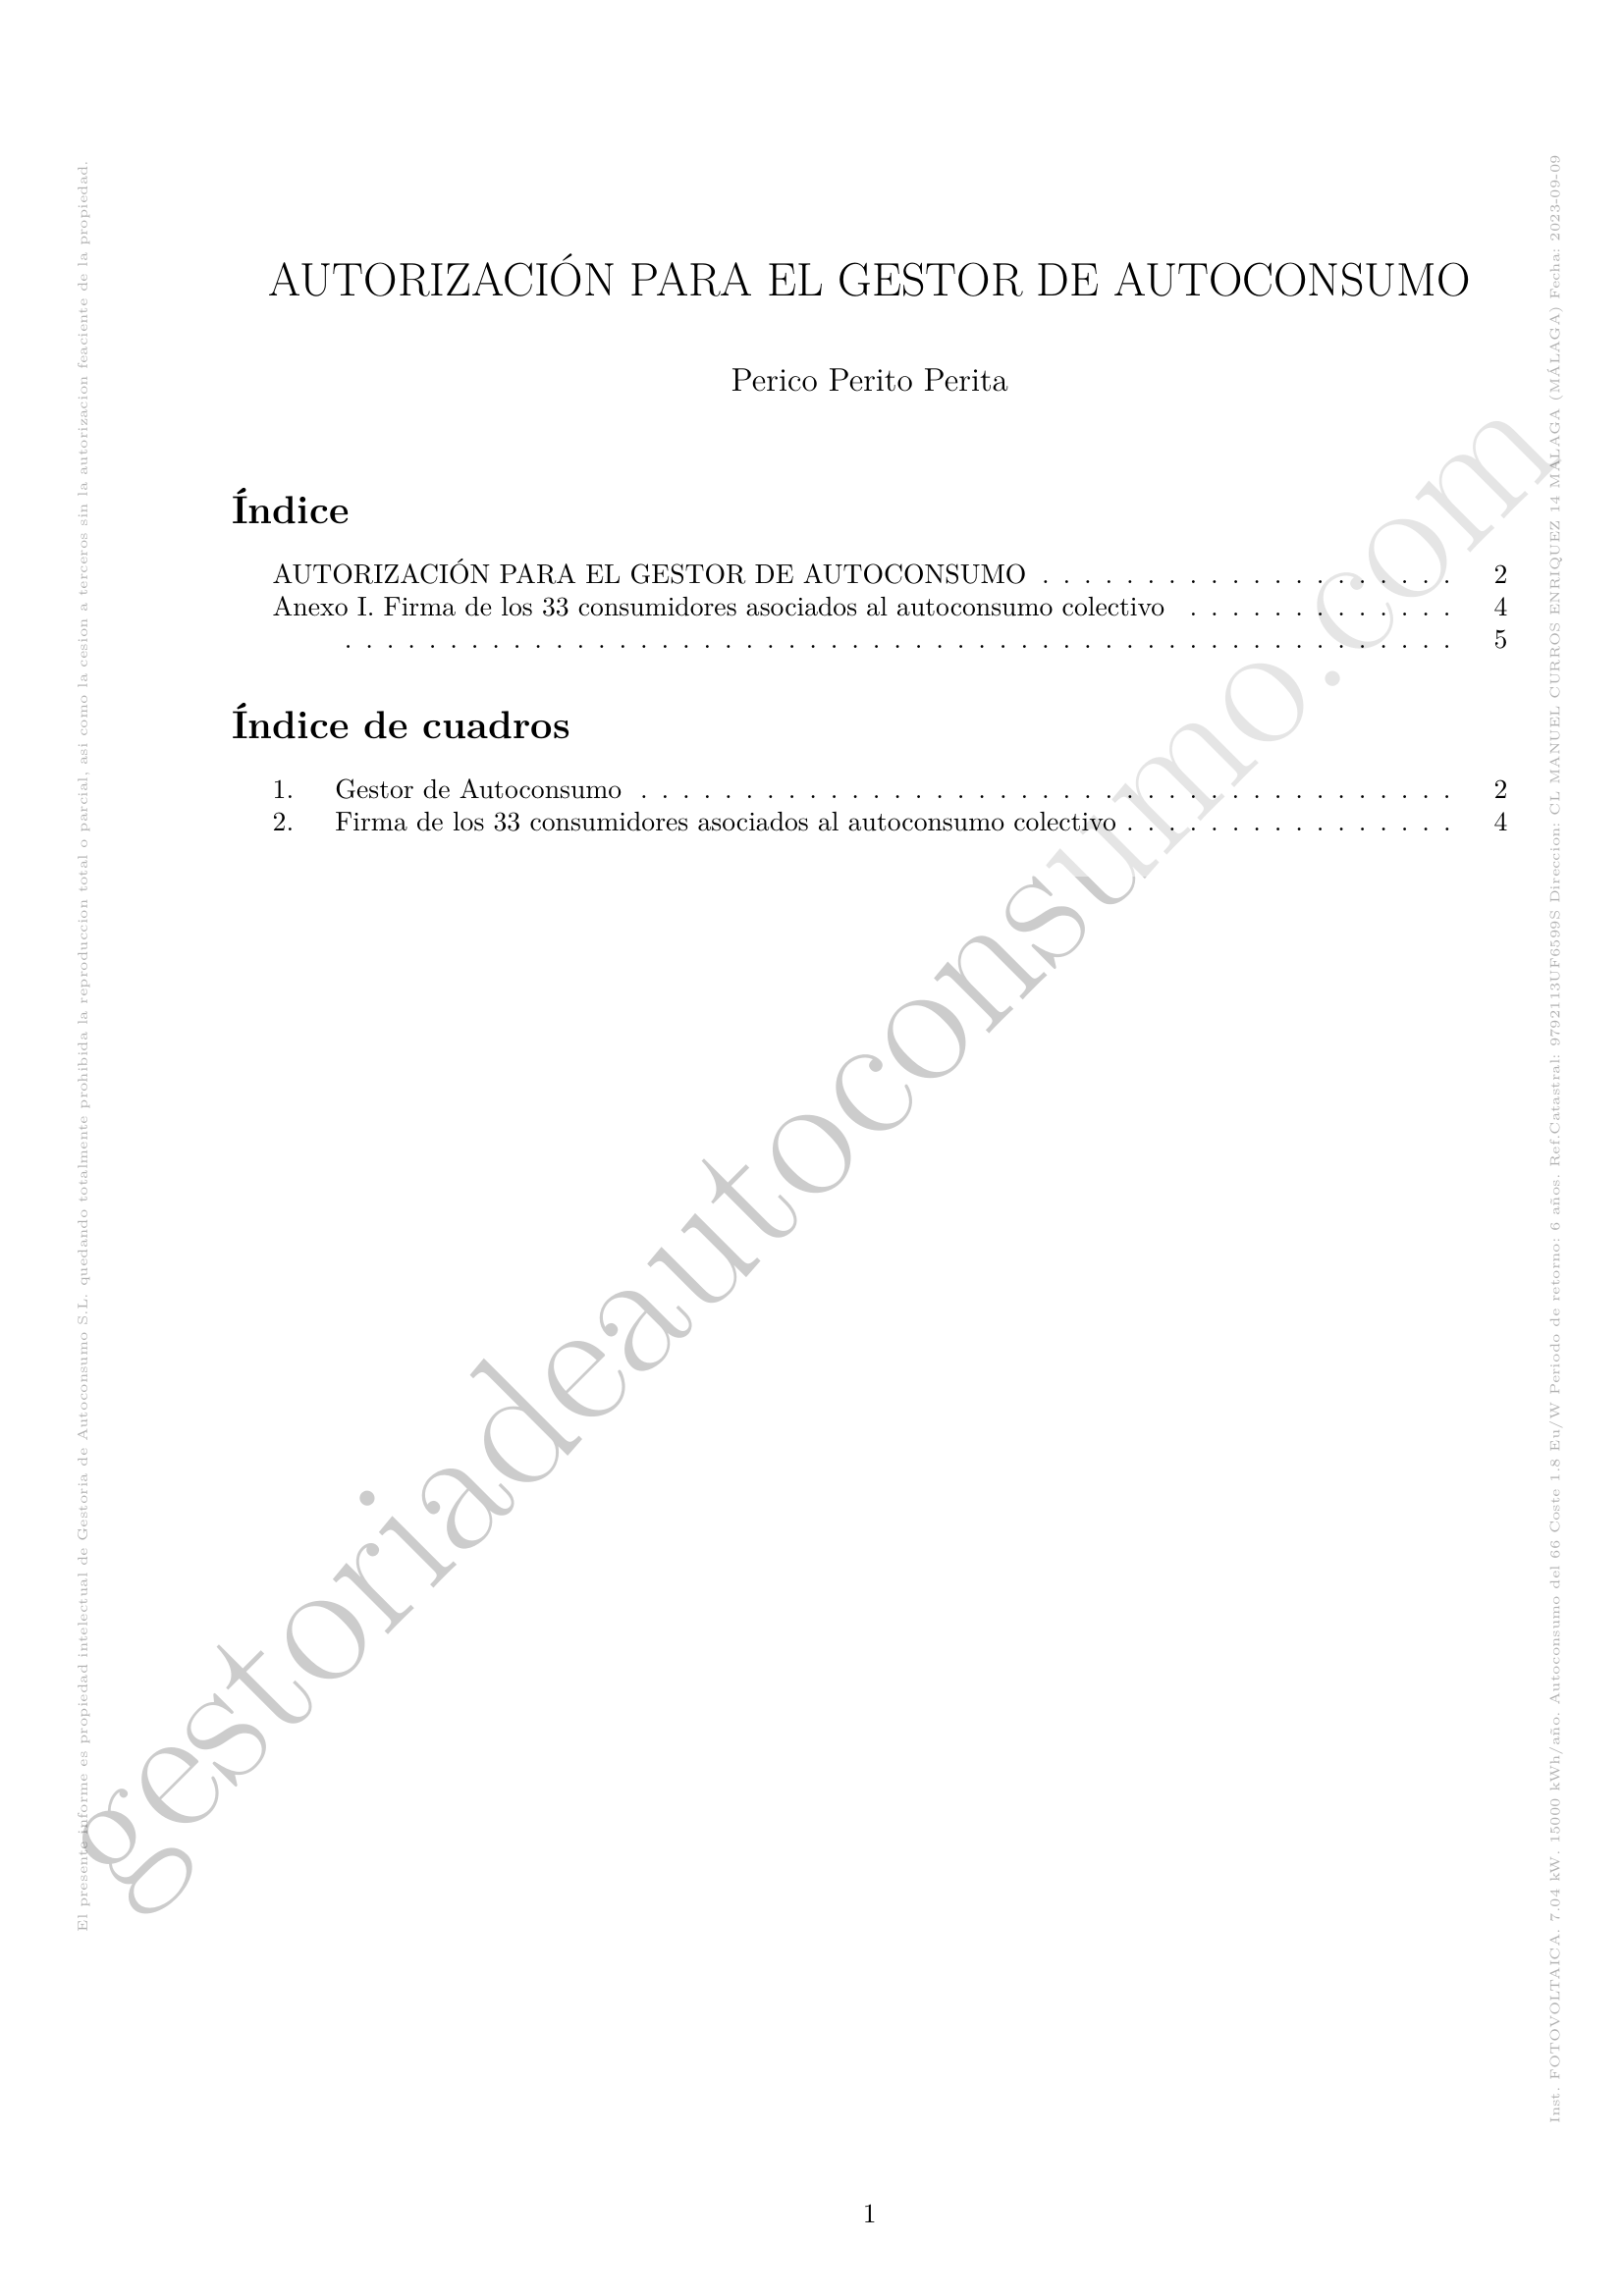 AUTORIZACIÓN PARA EL GESTOR DE AUTOCONSUMO
Perico Perito Perita
Índice
AUTORIZACIÓN PARA EL GESTOR DE AUTOCONSUMO . . . . . . . . . . . . . . . . . . . . 2
Anexo I. Firma de los 33 consumidores asociados al autoconsumo colectivo . . . . . . . . . . . . . 4
. . . . . . . . . . . . . . . . . . . . . . . . . . . . . . . . . . . . . . . . . . . . . . . . . . . . . 5
Índice de cuadros
1. Gestor de Autoconsumo . . . . . . . . . . . . . . . . . . . . . . . . . . . . . . . . . . . . . . . 2
2. Firma de los 33 consumidores asociados al autoconsumo colectivo . . . . . . . . . . . . . . . . 4
gestoriadeautoconsumo.com
El presente informe es propiedad intelectual de Gestoria de Autoconsumo S.L. quedando totalmente prohibida la reproduccion total o parcial, asi como la cesion a terceros sin la autorizacion feaciente de la propiedad.
Inst. FOTOVOLTAICA. 7.04 kW. 15000 kWh/año. Autoconsumo del 66 Coste 1.8 Eu/W Periodo de retorno: 6 años. Ref.Catastral: 9792113UF6599S Direccion: CL MANUEL CURROS ENRIQUEZ 14 MALAGA (MÁLAGA) Fecha: 2023-09-09
1